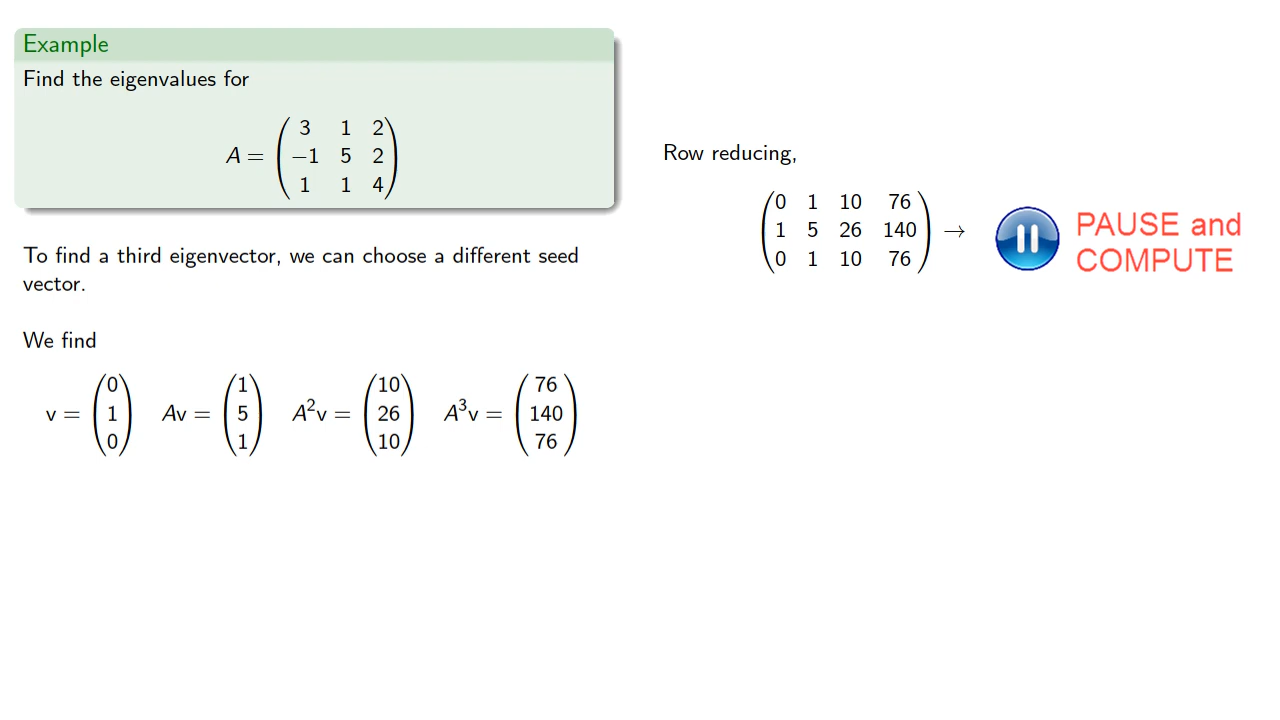 Example
Find the eigenvalues for
A = 
3 1 2
−1 5 2
1 1 4
To find a third eigenvector, we can choose a different seed
vector.
We find
v = (0 1 0) Av = (1 5 1) A²v = (10 26 10) A³v = (76 140 76)
Row reducing,
0 1 10 76
1 5 26 140 →
0 1 10 76
PAUSE and
COMPUTE